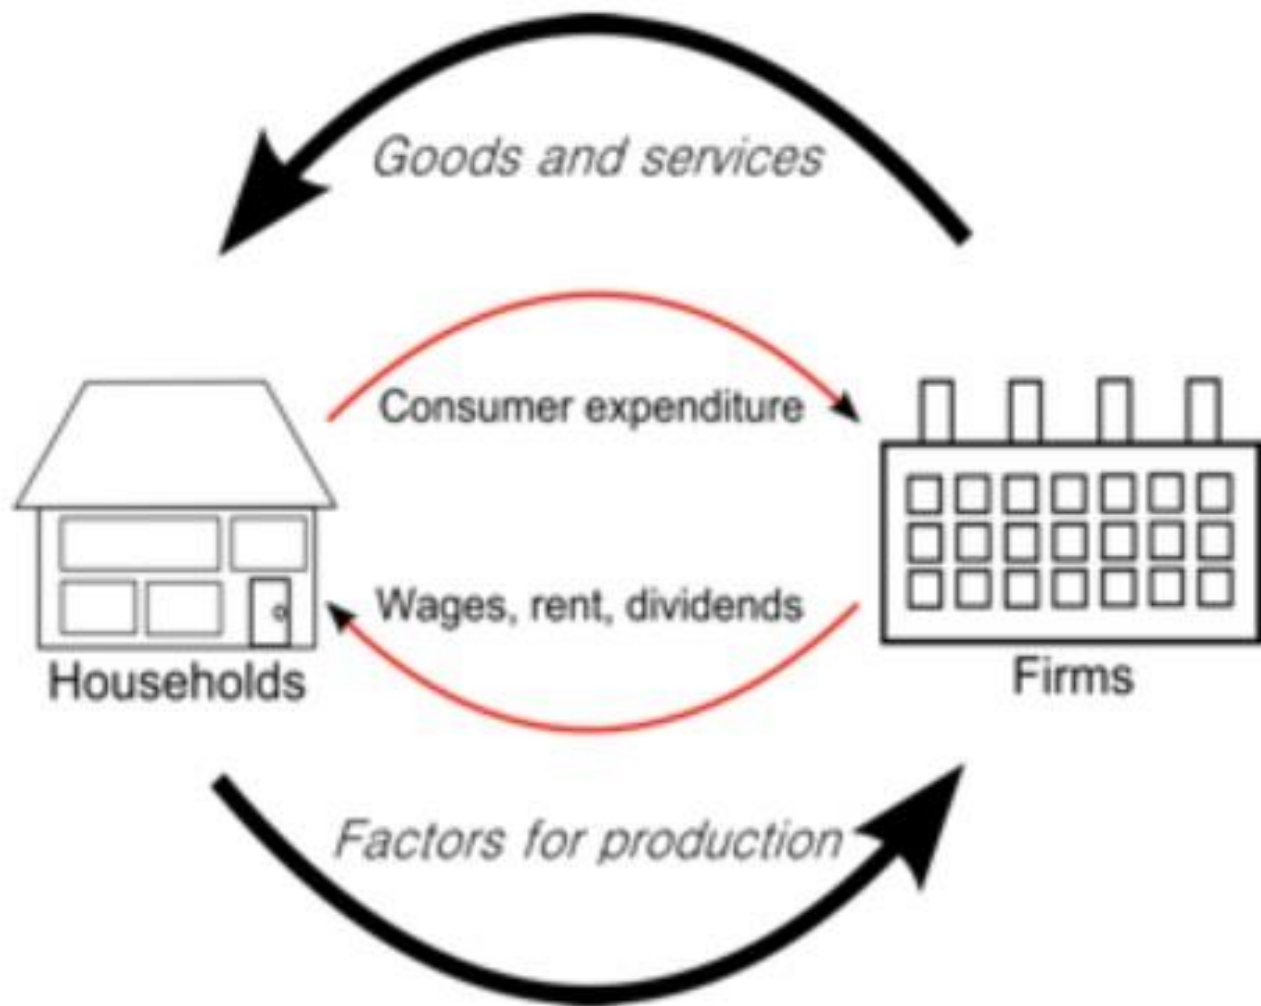 Goods and services
Consumer expenditure
Wages, rent, dividends
Households
Firms
Factors for production